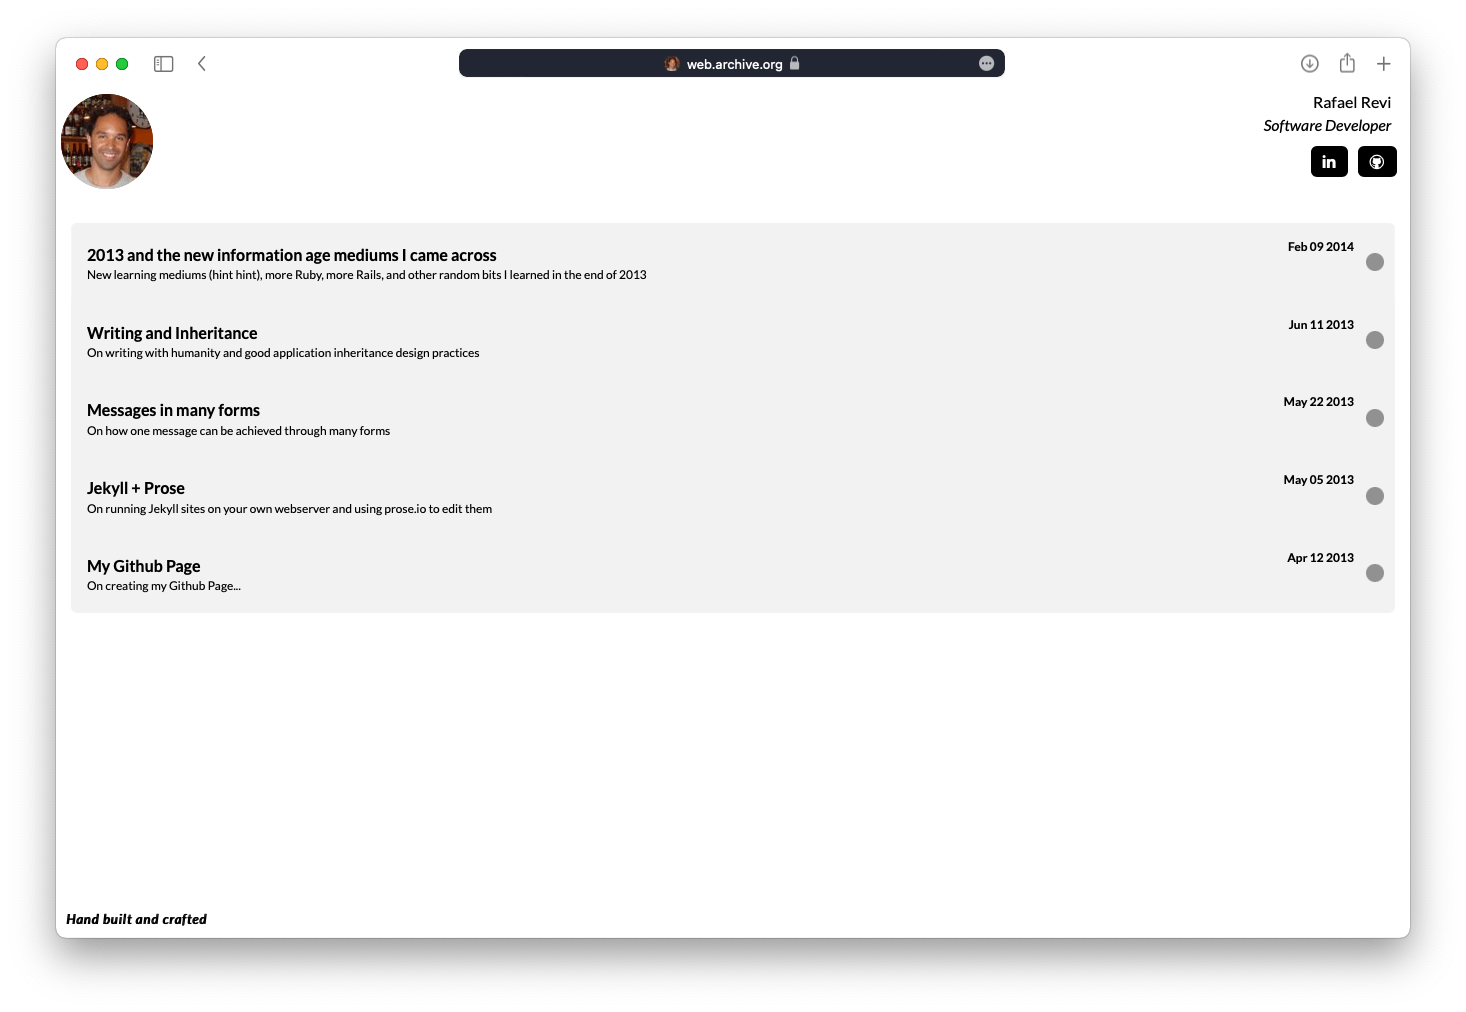 web.archive.org
Rafael Revi
Software Developer
in
2013 and the new information age mediums I came across
Feb 09 2014
New learning mediums (hint hint), more Ruby, more Rails, and other random bits I learned in the end of 2013
Writing and Inheritance
Jun 11 2013
On writing with humanity and good application inheritance design practices
Messages in many forms
May 22 2013
On how one message can be achieved through many forms
Jekyll + Prose
May 05 2013
On running Jekyll sites on your own webserver and using prose.io to edit them
My Github Page
Apr 12 2013
On creating my Github Page...
Hand built and crafted